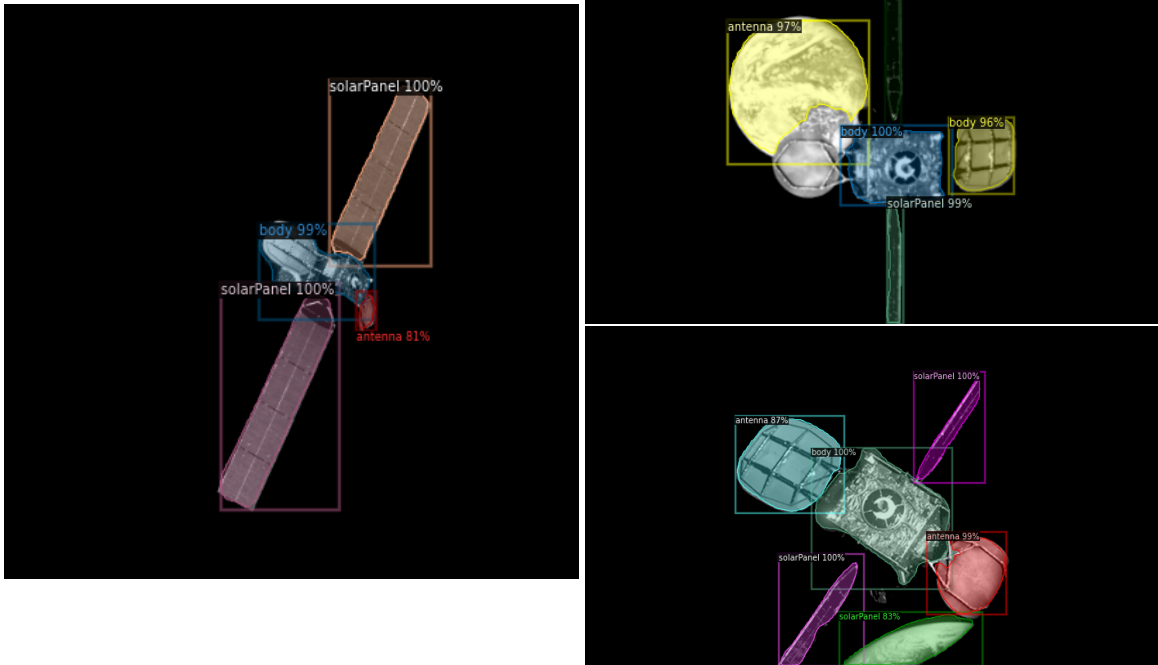 solarPanel 100%
body 99%
solarPanel 100%
antenna 81%
antenna 97%
body 96%
body 100%
solarPanel 99%
solarPanel 100%
antenna 87%
body 100%
antenna 99%
solarPanel 100%
solarPanel 83%